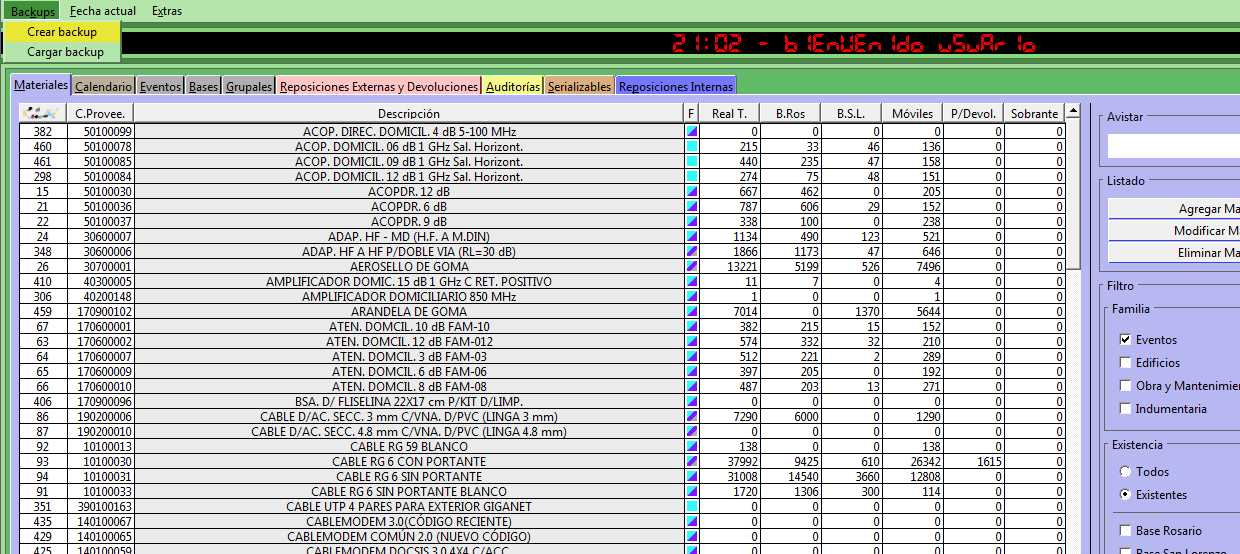 Backups Fecha actual Extras
Crear backup
Cargar backup
21:02 - bIEnVEnIdo uSuArIo
Materiales Calendario Eventos Bases Grupales Reposiciones Externas y Devoluciones Auditorías Serializables Reposiciones Internas
C.Provee. Descripción F Real T. B.Ros B.S.L. Móviles P/Devol. Sobrante
382 50100099 ACOP. DIREC. DOMICIL. 4 dB 5-100 MHz 0 0 0 0 0 0
460 50100078 ACOP. DOMICIL. 06 dB 1 GHz Sal. Horizont. 215 33 46 136 0 0
461 50100085 ACOP. DOMICIL. 09 dB 1 GHz Sal. Horizont. 440 235 47 158 0 0
298 50100084 ACOP. DOMICIL. 12 dB 1 GHz Sal. Horizont. 274 75 48 151 0 0
15 50100030 ACOPDR. 12 dB 667 462 0 205 0 0
21 50100036 ACOPDR. 6 dB 787 606 29 152 0 0
22 50100037 ACOPDR. 9 dB 338 100 0 238 0 0
24 30600007 ADAP. HF - MD (H.F. A M.DIN) 1134 490 123 521 0 0
348 30600006 ADAP. HF A HF P/DOBLE VIA (RL=30 dB) 1866 1173 47 646 0 0
26 30700001 AEROSELLO DE GOMA 13221 5199 526 7496 0 0
410 40300005 AMPLIFICADOR DOMIC. 15 dB 1 GHz C RET. POSITIVO 11 7 0 4 0 0
306 40200148 AMPLIFICADOR DOMICILIARIO 850 MHz 1 0 0 1 0 0
459 170900102 ARANDELA DE GOMA 7014 0 1370 5644 0 0
67 170600001 ATEN. DOMCIL. 10 dB FAM-10 382 215 15 152 0 0
63 170600002 ATEN. DOMCIL. 12 dB FAM-012 574 332 32 210 0 0
64 170600007 ATEN. DOMCIL. 3 dB FAM-03 512 221 2 289 0 0
65 170600009 ATEN. DOMCIL. 6 dB FAM-06 397 205 0 192 0 0
66 170600010 ATEN. DOMCIL. 8 dB FAM-08 487 203 13 271 0 0
406 170900096 BSA. D/ FLISELINA 22X17 cm P/KIT D/LIMP. 0 0 0 0 0 0
86 190200006 CABLE D/AC. SECC. 3 mm C/VNA. D/PVC (LINGA 3 mm) 7290 6000 0 1290 0 0
87 190200010 CABLE D/AC. SECC. 4.8 mm C/VNA. D/PVC (LINGA 4.8 mm) 0 0 0 0 0 0
92 10100013 CABLE RG 59 BLANCO 138 0 0 138 0 0
93 10100030 CABLE RG 6 CON PORTANTE 37992 9425 610 26342 1615 0
94 10100031 CABLE RG 6 SIN PORTANTE 31008 14540 3660 12808 0 0
91 10100033 CABLE RG 6 SIN PORTANTE BLANCO 1720 1306 300 114 0 0
351 390100163 CABLE UTP 4 PARES PARA EXTERIOR GIGANET 0 0 0 0 0 0
435 140100067 CABLEMODEM 3.0(CÓDIGO RECIENTE) 0 0 0 0 0 0
429 140100065 CABLEMODEM COMÚN 2.0 (NUEVO CÓDIGO) 0 0 0 0 0 0
425 140100059 CABLEMODEM DOCSIS 3.0 4X4 C/ACC. 0 0 0 0 0 0
Avistar
Listado
Agregar Ma
Modificar M
Eliminar Ma
Filtro
Familia
Eventos
Edificios
Obra y Mantenimie
Indumentaria
Existencia
Todos
Existentes
Base Rosario
Base San Lorenzo